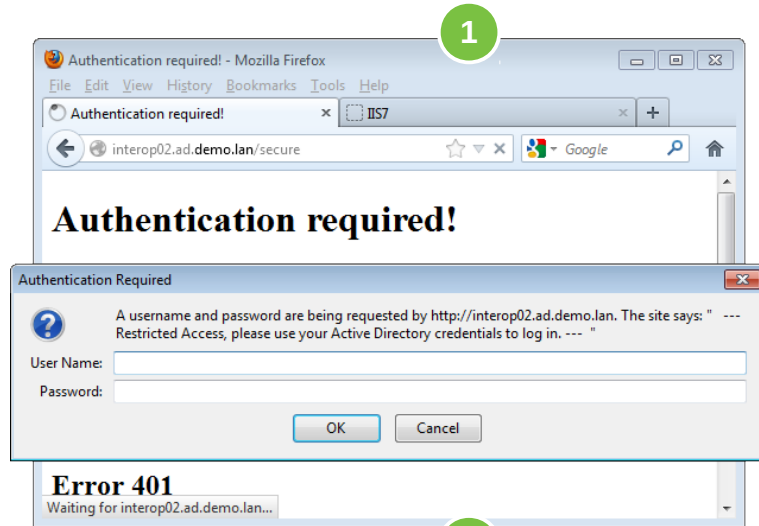 1
Authentication required! - Mozilla Firefox
File Edit View History Bookmarks Tools Help
Authentication required!
IIS7
interop02.ad.demo.lan/secure
Google
Authentication required!
Authentication Required
A username and password are being requested by http://interop02.ad.demo.lan. The site says: " ---
Restricted Access, please use your Active Directory credentials to log in. --- "
User Name:
Password:
OK Cancel
Error 401
Waiting for interop02.ad.demo.lan...